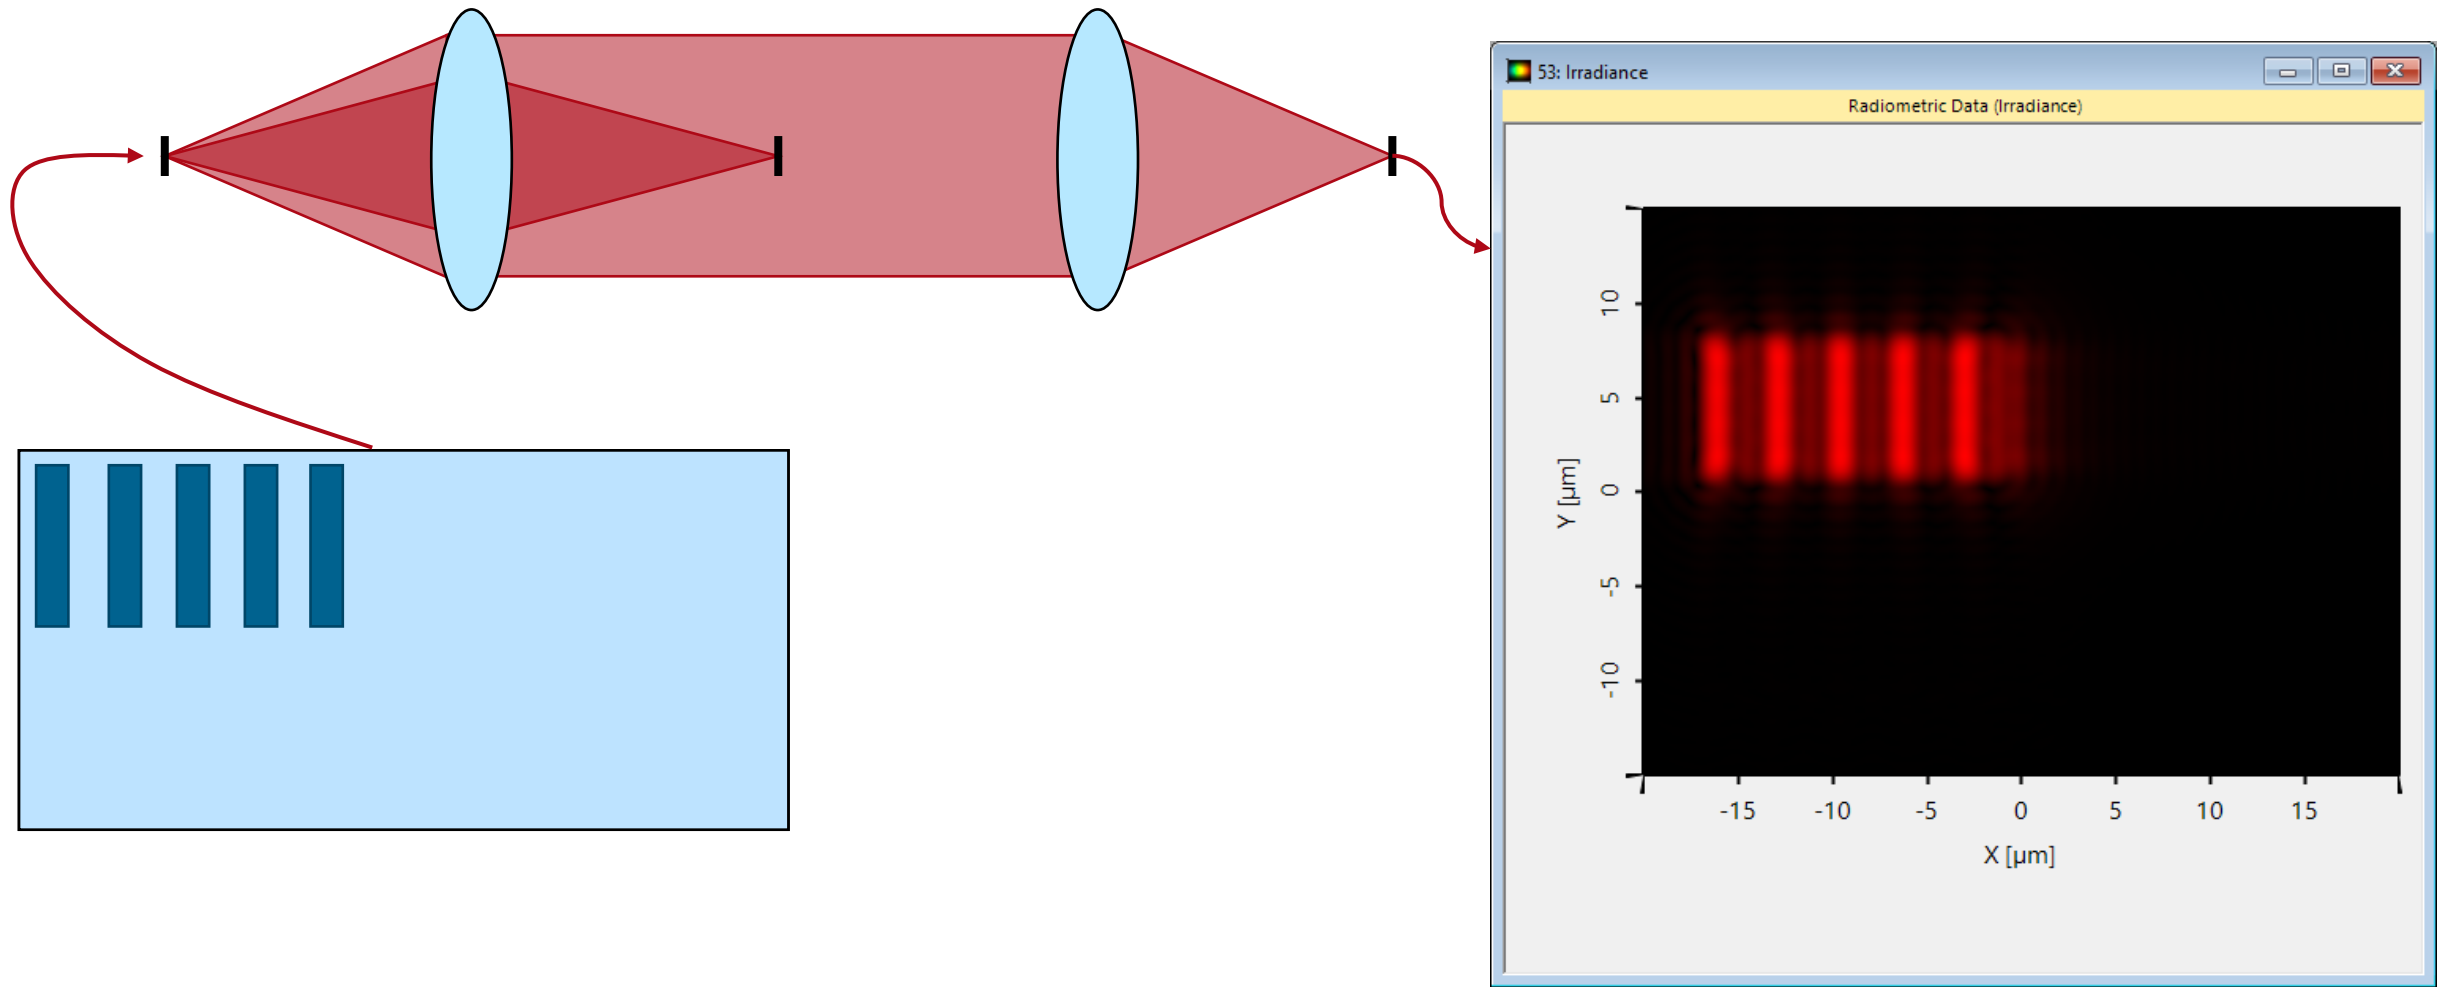 53: Irradiance
Radiometric Data (Irradiance)
10
5
0
-5
-10
Y [µm]
-15 -10 -5 0 5 10 15
X [µm]